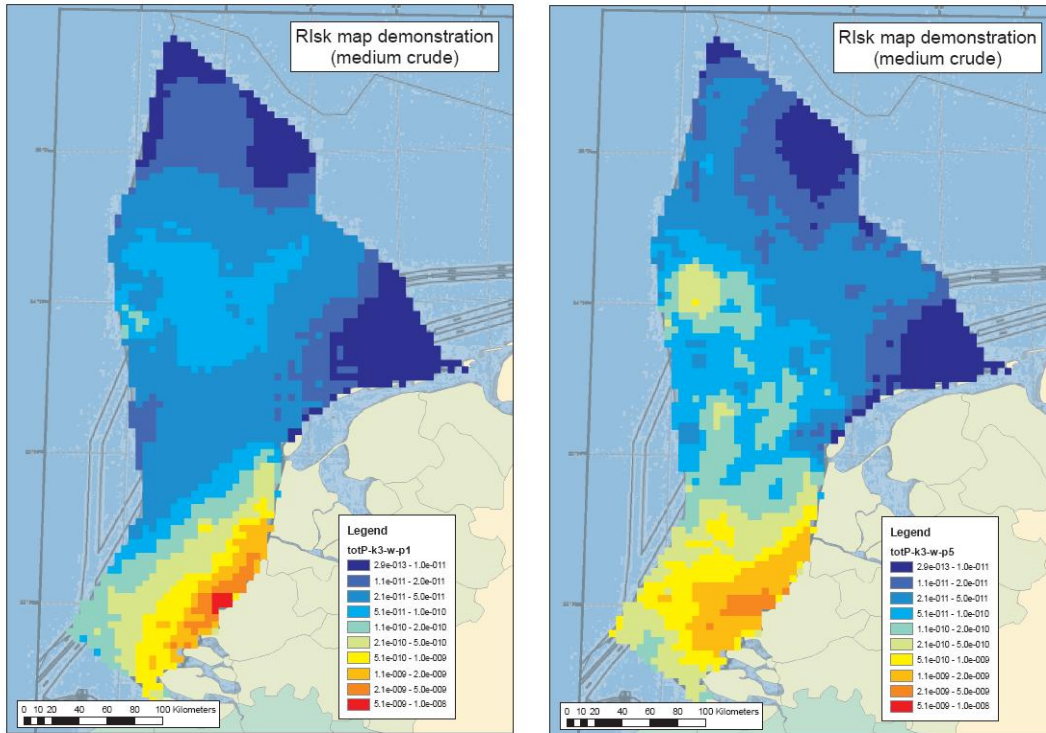 RIsk map demonstration
(medium crude)
Legend
totP-k3-w-p1
2.9e-013 - 1.0e-011
1.1e-011 - 2.0e-011
2.1e-011 - 5.0e-011
5.1e-011 - 1.0e-010
1.1e-010 - 2.0e-010
2.1e-010 - 5.0e-010
5.1e-010 - 1.0e-009
1.1e-009 - 2.0e-009
2.1e-009 - 5.0e-009
5.1e-009 - 1.0e-008
0 10 20 40 60 80 100 Kilometers
RIsk map demonstration
(medium crude)
Legend
totP-k3-w-p5
2.9e-013 - 1.0e-011
1.1e-011 - 2.0e-011
2.1e-011 - 5.0e-011
5.1e-011 - 1.0e-010
1.1e-010 - 2.0e-010
2.1e-010 - 5.0e-010
5.1e-010 - 1.0e-009
1.1e-009 - 2.0e-009
2.1e-009 - 5.0e-009
5.1e-009 - 1.0e-008
0 10 20 40 60 80 100 Kilometers